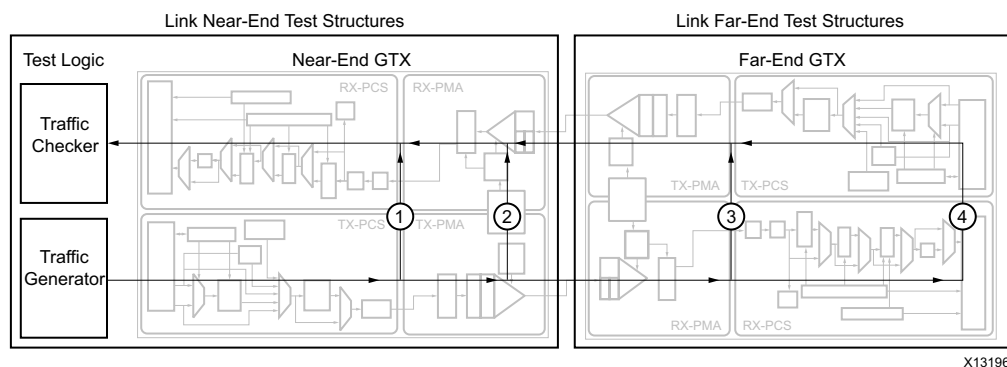 Link Near-End Test Structures
Link Far-End Test Structures
Test Logic
Near-End GTX
Far-End GTX
RX-PCS
RX-PMA
Traffic
Checker
TX-PMA
TX-PCS
1
2
3
4
TX-PCS
TX-PMA
Traffic
Generator
RX-PMA
RX-PCS
X13196